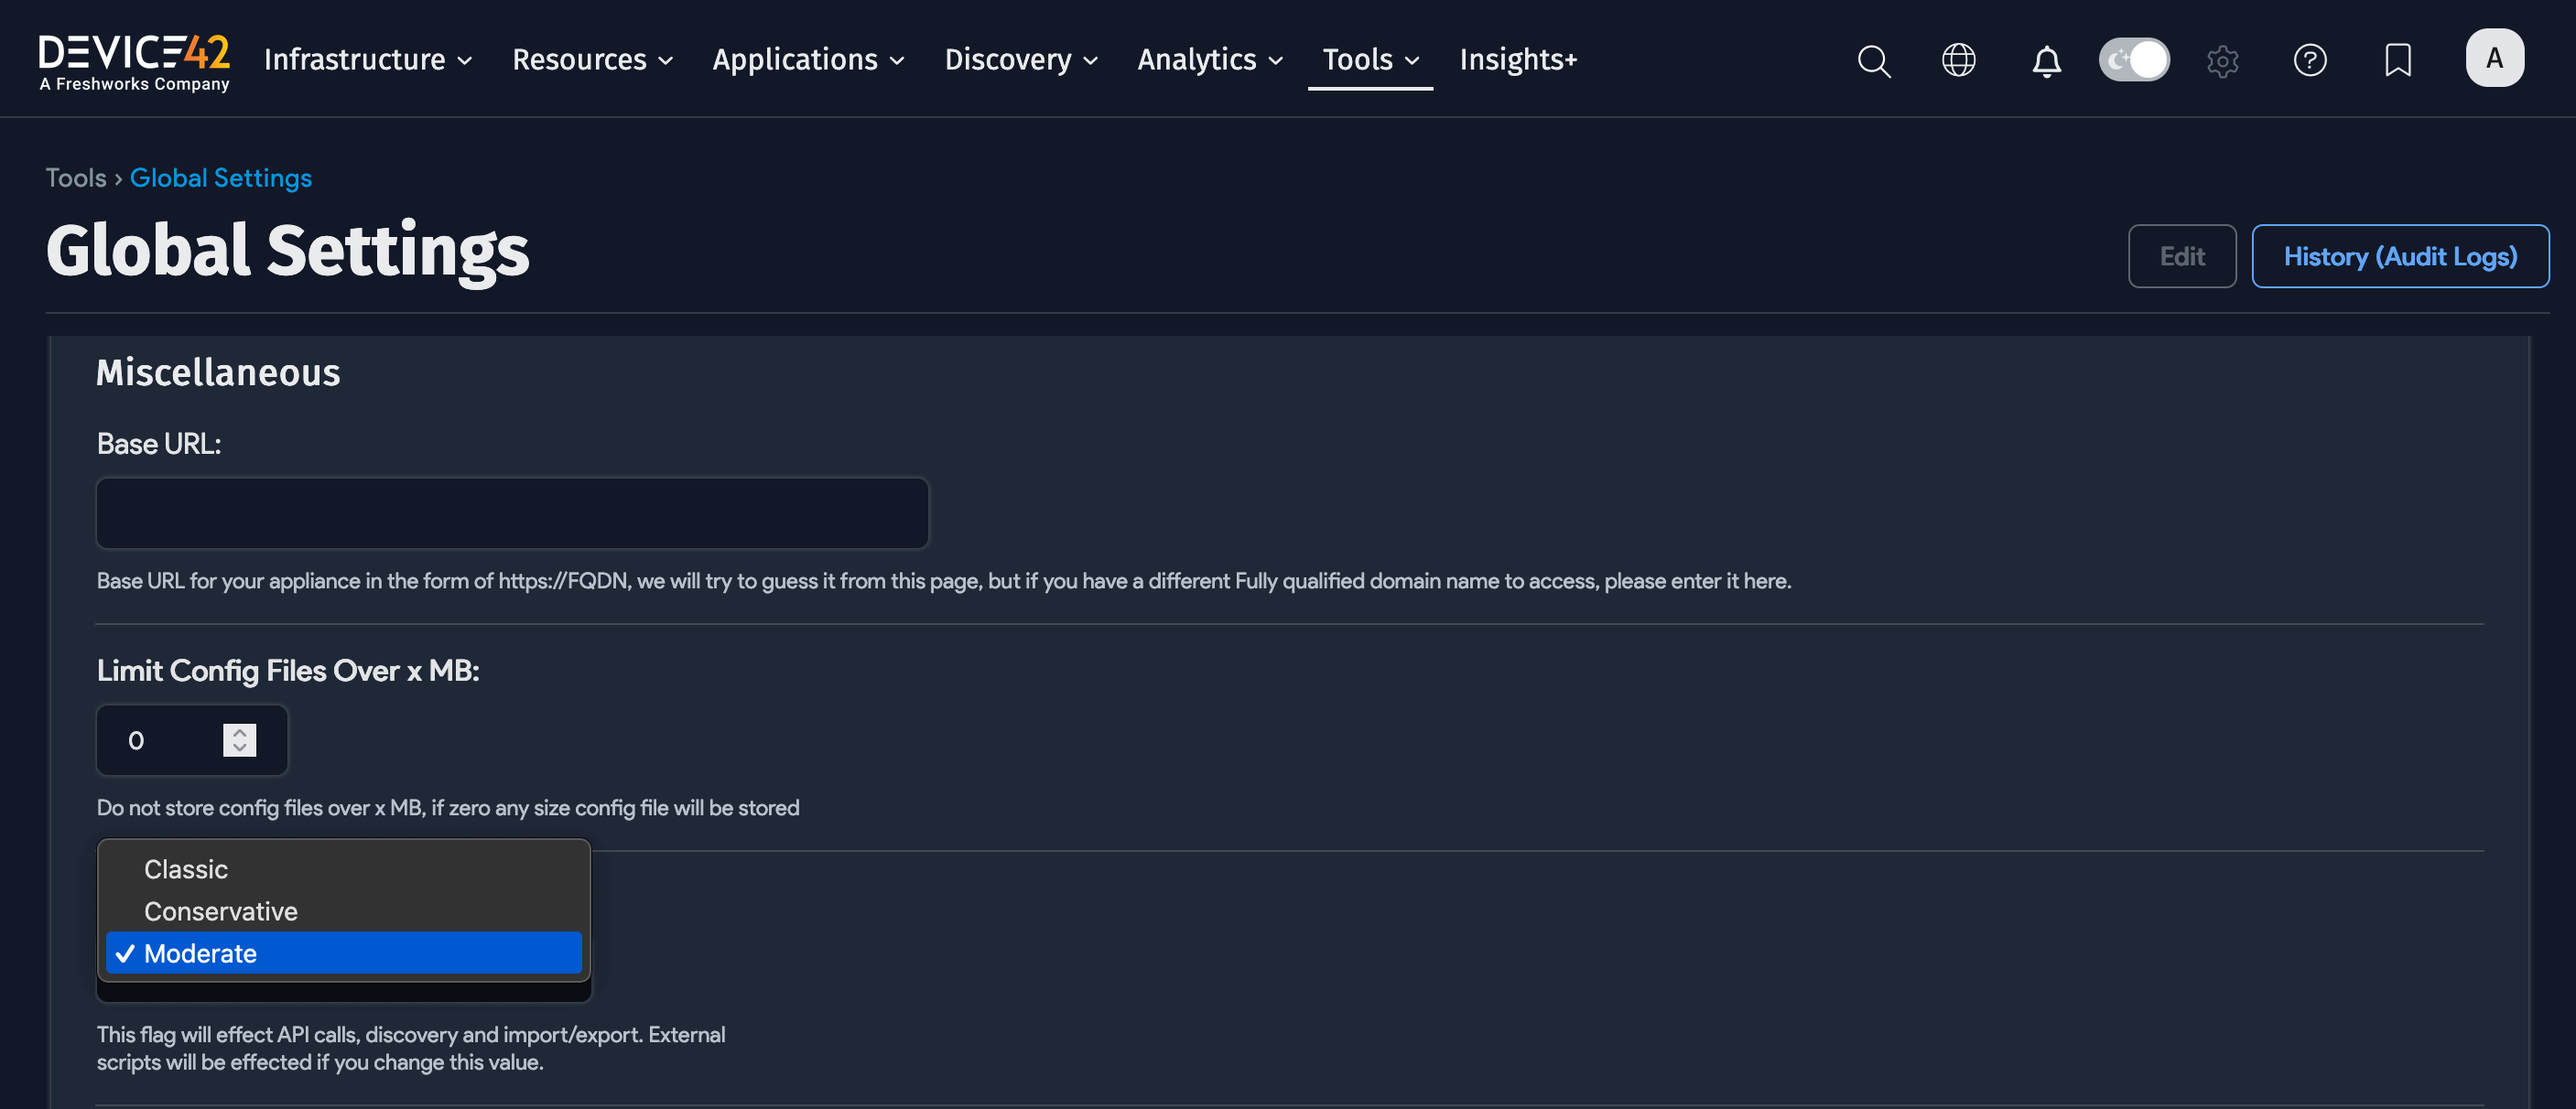 DEVICE42
A Freshworks Company
Infrastructure Resources Applications Discovery Analytics Tools Insights+
A
Tools › Global Settings
Global Settings
Edit History (Audit Logs)
Miscellaneous
Base URL:
Base URL for your appliance in the form of https://FQDN, we will try to guess it from this page, but if you have a different Fully qualified domain name to access, please enter it here.
Limit Config Files Over x MB:
0
Do not store config files over x MB, if zero any size config file will be stored
Classic
Conservative
✓ Moderate
This flag will effect API calls, discovery and import/export. External
scripts will be effected if you change this value.